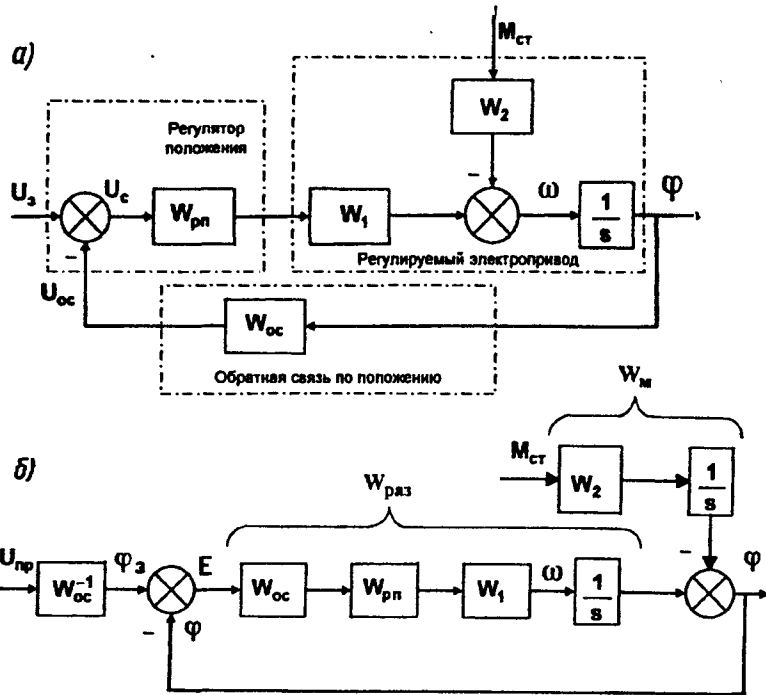 а)
Mст
W2
Регулятор
положения
Uз
Uс
Wрп
W1
ω
1
s
φ
−
−
Uос
Регулируемый электропривод
Wос
Обратная связь по положению
Wм
б)
Mст
W2
1
s
Wраз
Uпр
Wос⁻¹
φз
E
Wос
Wрп
W1
ω
1
s
−
φ
−
φ